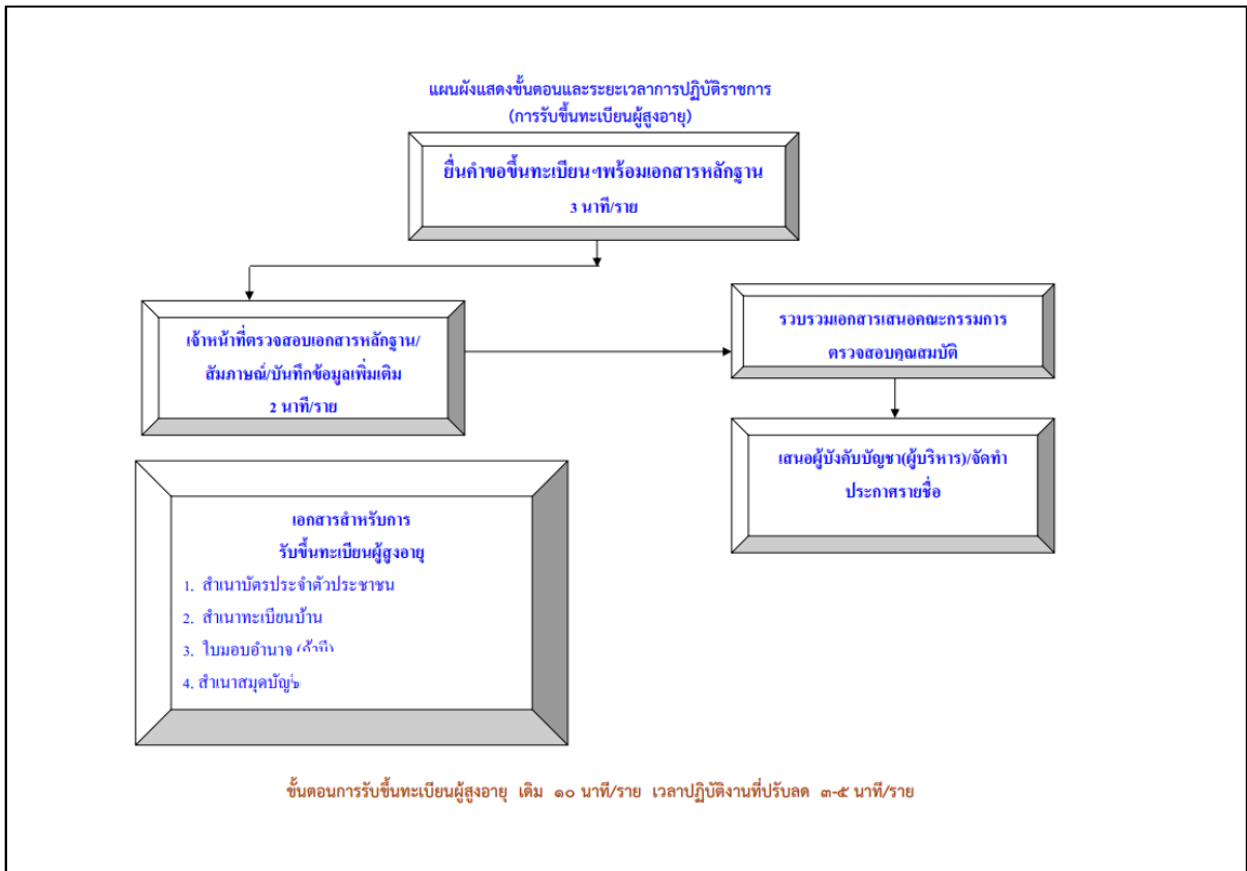 แผนผังแสดงขั้นตอนและระยะเวลาการปฏิบัติราชการ
(การรับขึ้นทะเบียนผู้สูงอายุ)
ยื่นคำขอขึ้นทะเบียนฯพร้อมเอกสารหลักฐาน
3 นาที/ราย
เจ้าหน้าที่ตรวจสอบเอกสารหลักฐาน/
สัมภาษณ์/บันทึกข้อมูลเพิ่มเติม
2 นาที/ราย
รวบรวมเอกสารเสนอคณะกรรมการ
ตรวจสอบคุณสมบัติ
เสนอผู้บังคับบัญชา(ผู้บริหาร)/จัดทำ
ประกาศรายชื่อ
เอกสารสำหรับการ
รับขึ้นทะเบียนผู้สูงอายุ
1. สำเนาบัตรประจำตัวประชาชน
2. สำเนาทะเบียนบ้าน
3. ใบมอบอำนาจ
4. สำเนาสมุด
ขั้นตอนการรับขึ้นทะเบียนผู้สูงอายุ เดิม ๑๐ นาที/ราย เวลาปฏิบัติงานที่ปรับลด ๓-๕ นาที/ราย